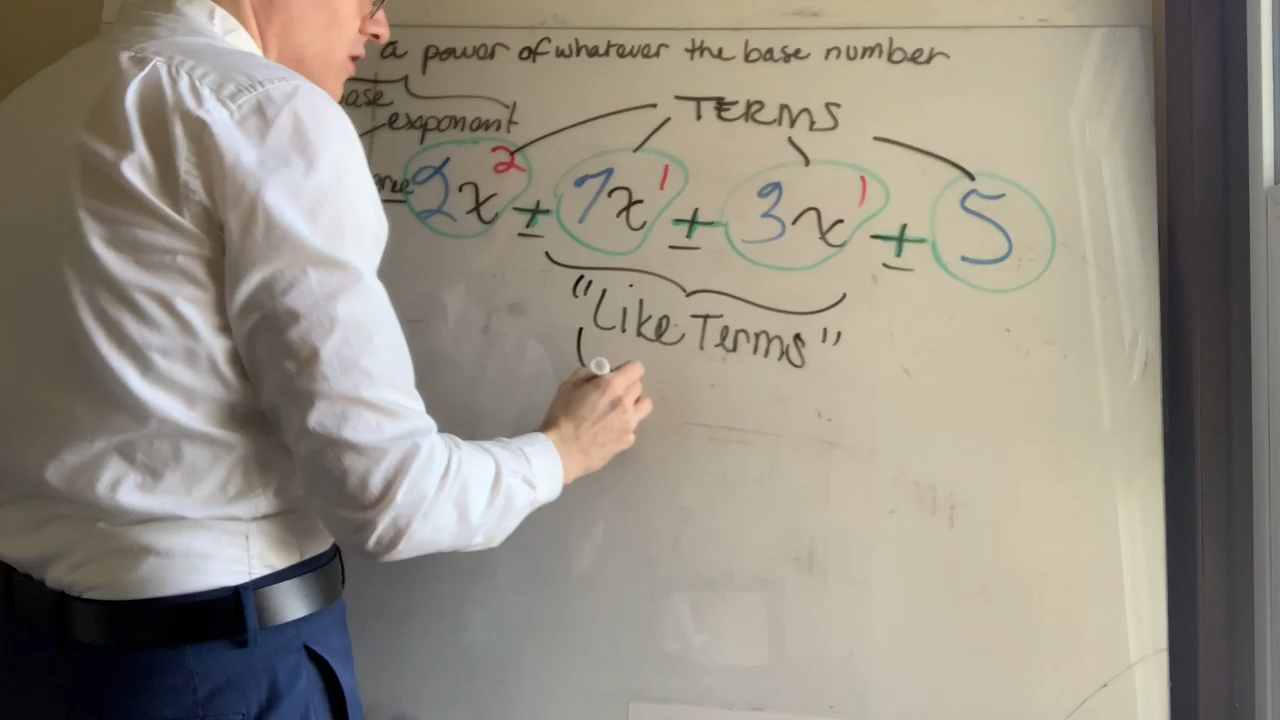 a power of whatever the base number
ase
exponent
TERMS
2x² ± 7x¹ ± 3x¹ ± 5
"Like Terms"